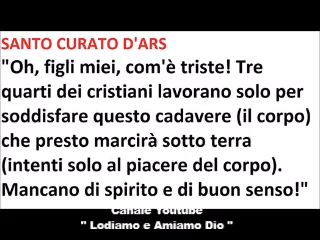 SANTO CURATO D'ARS
"Oh, figli miei, com'è triste! Tre
quarti dei cristiani lavorano solo per
soddisfare questo cadavere (il corpo)
che presto marcirà sotto terra
(intenti solo al piacere del corpo).
Mancano di spirito e di buon senso!"
Canale Youtube
" Lodiamo e Amiamo Dio "